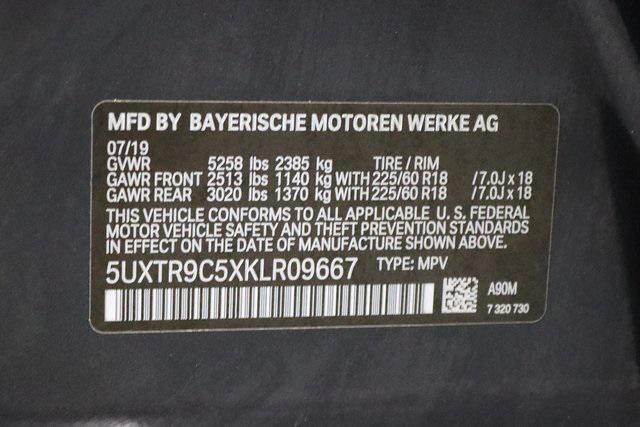 MFD BY BAYERISCHE MOTOREN WERKE AG
07/19
GVWR 5258 lbs 2385 kg TIRE / RIM
GAWR FRONT 2513 lbs 1140 kg WITH 225/60 R18 /7.0J x 18
GAWR REAR 3020 lbs 1370 kg WITH 225/60 R18 /7.0J x 18
THIS VEHICLE CONFORMS TO ALL APPLICABLE U. S. FEDERAL
MOTOR VEHICLE SAFETY AND THEFT PREVENTION STANDARDS
IN EFFECT ON THE DATE OF MANUFACTURE SHOWN ABOVE.
5UXTR9C5XKLR09667 TYPE: MPV
A90M
7 320 730